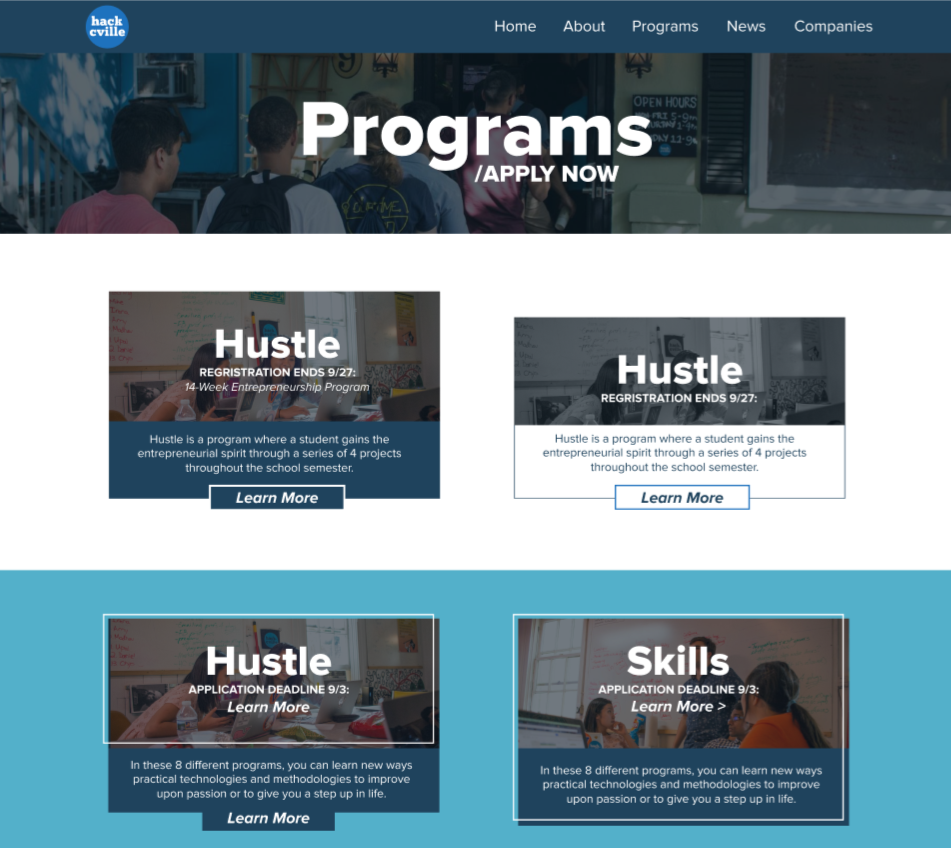 hack
cville
Home About Programs News Companies
OPEN HOURS
Programs
/APPLY NOW
Hustle
REGRISTRATION ENDS 9/27:
14-Week Entrepreneurship Program
Hustle is a program where a student gains the
entrepreneurial spirit through a series of 4 projects
throughout the school semester.
Learn More
Hustle
REGRISTRATION ENDS 9/27:
Hustle is a program where a student gains the
entrepreneurial spirit through a series of 4 projects
throughout the school semester.
Learn More
Hustle
APPLICATION DEADLINE 9/3:
Learn More
In these 8 different programs, you can learn new ways
practical technologies and methodologies to improve
upon passion or to give you a step up in life.
Learn More
Skills
APPLICATION DEADLINE 9/3:
Learn More >
In these 8 different programs, you can learn new ways
practical technologies and methodologies to improve
upon passion or to give you a step up in life.